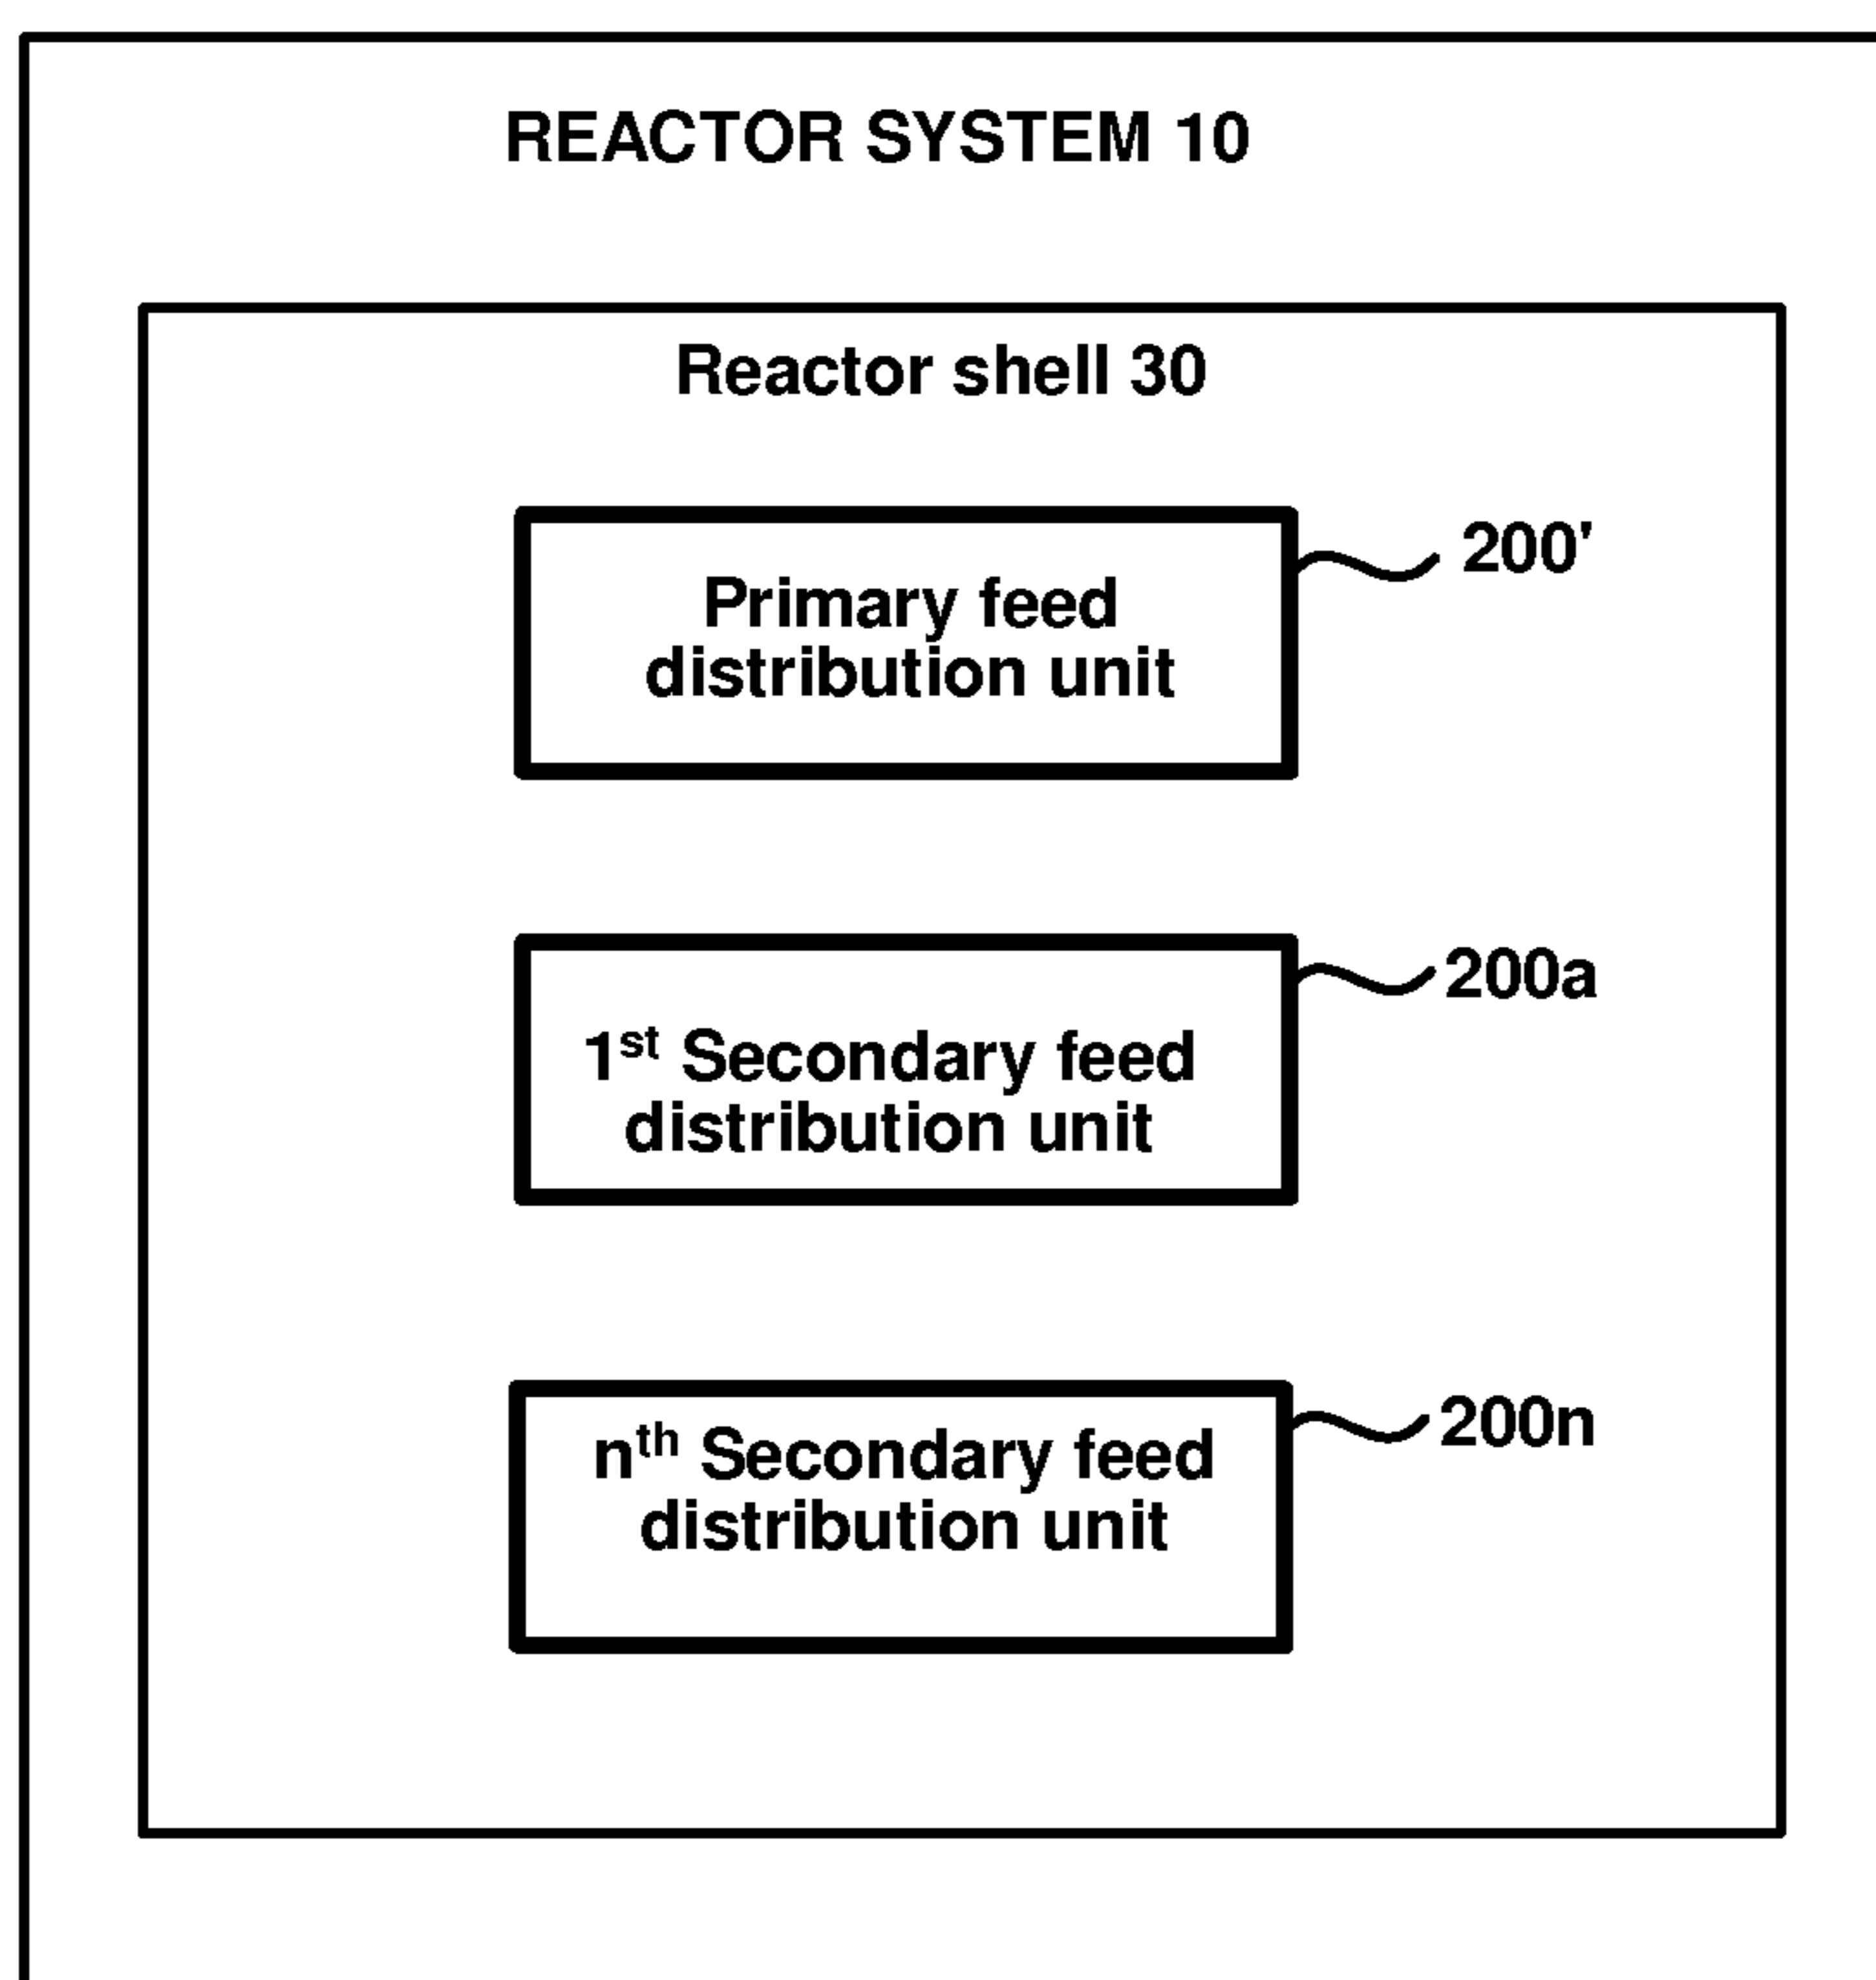 REACTOR SYSTEM 10
Reactor shell 30
200'
Primary feed
distribution unit
200a
1st Secondary feed
distribution unit
200n
nth Secondary feed
distribution unit